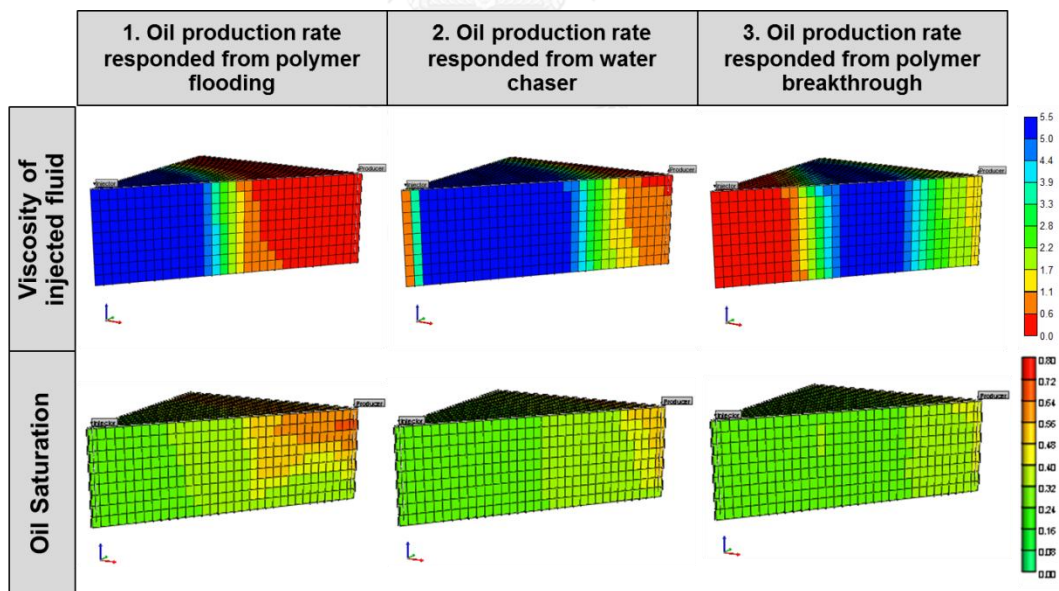 1. Oil production rate
responded from polymer
flooding
2. Oil production rate
responded from water
chaser
3. Oil production rate
responded from polymer
breakthrough
Viscosity of
injected fluid
Injector
Producer
Injector
Producer
Injector
Producer
5.5
5.0
4.4
3.9
3.3
2.8
2.2
1.7
1.1
0.6
0.0
Oil Saturation
Injector
Producer
Injector
Producer
Injector
Producer
0.80
0.72
0.64
0.56
0.48
0.40
0.32
0.24
0.16
0.08
0.00